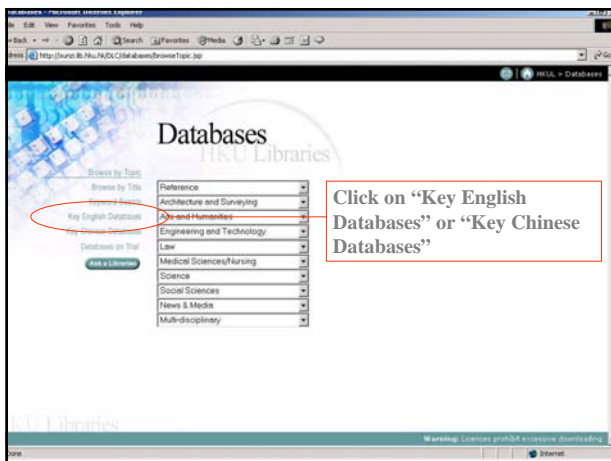 Databases - Microsoft Internet Explorer
Edit View Favorites Tools Help
Back Search Favorites Media
http://sunzi.lib.hku.hk/DLC/databases/browseTopic.jsp
HKUL > Databases
Databases
HKU Libraries
Browse by Topic
Browse by Title
Keyword Search
Key English Databases
Key Chinese Databases
Databases on Trial
Ask a Librarian
Reference
Architecture and Surveying
Arts and Humanities
Engineering and Technology
Law
Medical Sciences/Nursing
Science
Social Sciences
News & Media
Multi-disciplinary
Click on “Key English
Databases” or “Key Chinese
Databases”
KU Libraries
Warning: Licences prohibit excessive downloading
Internet